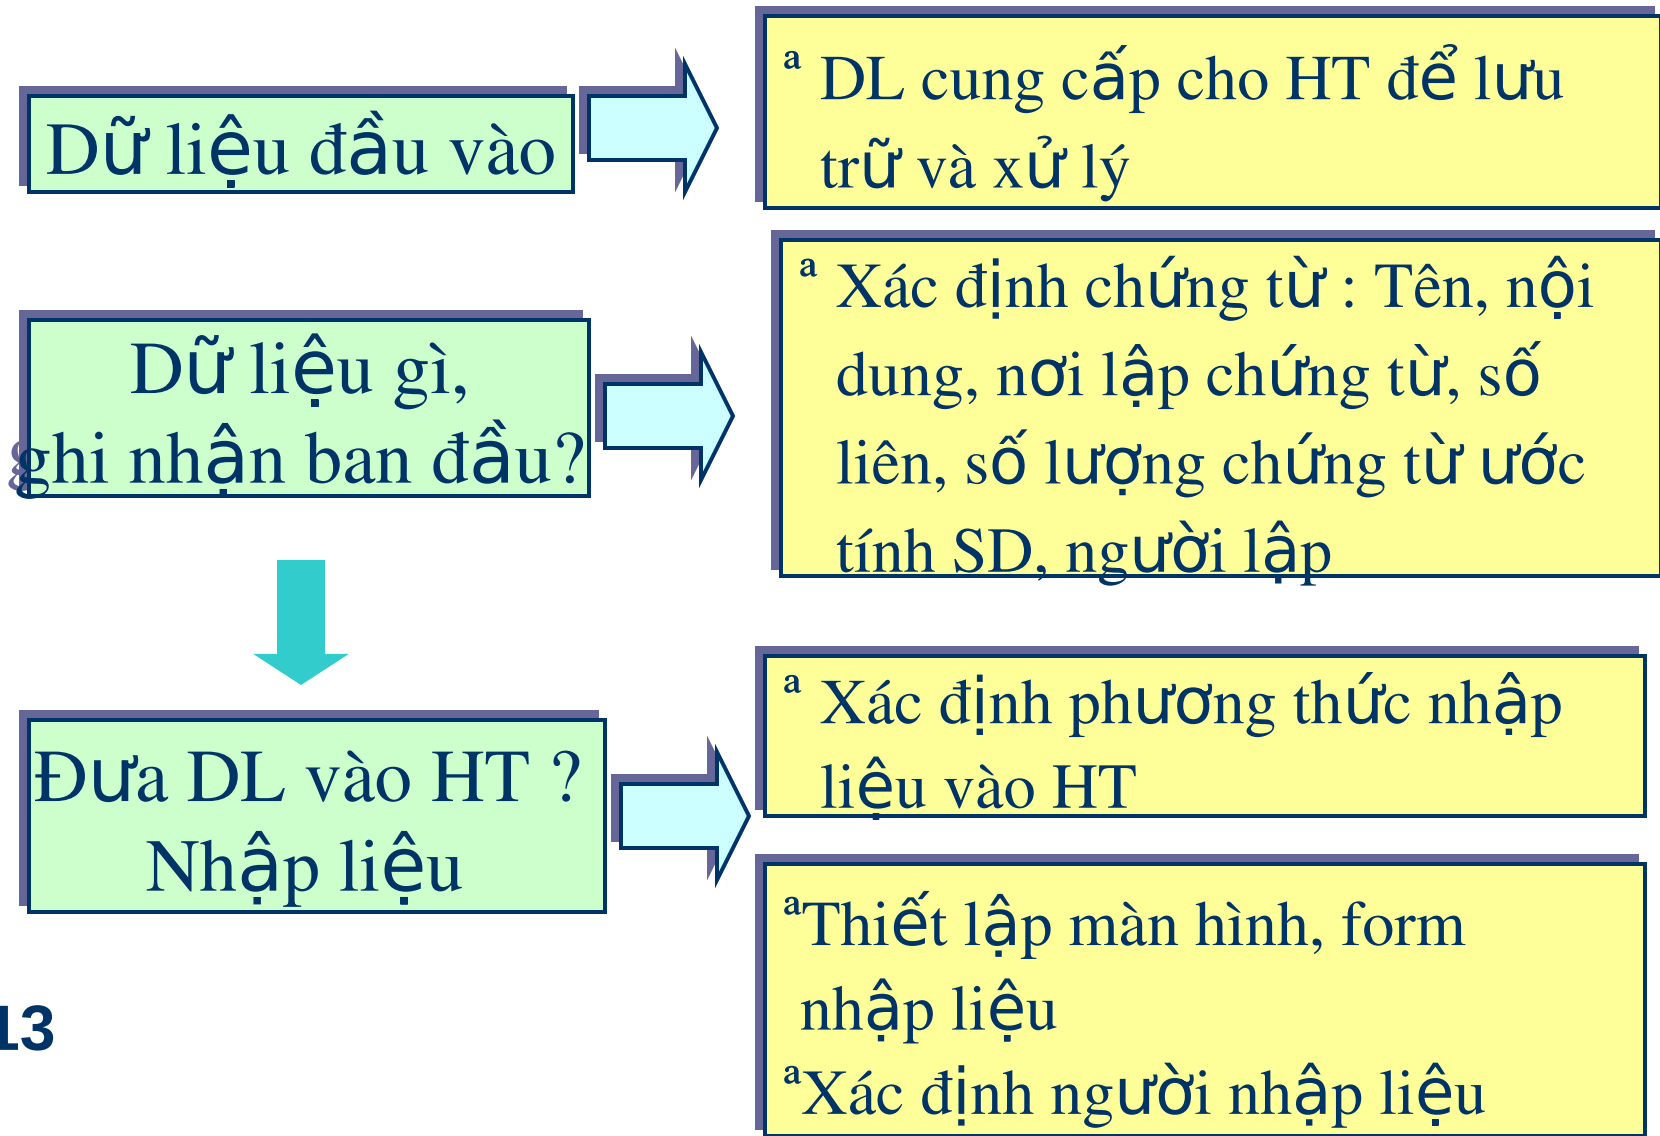 Dữ liệu đầu vào
ª DL cung cấp cho HT để lưu
trữ và xử lý
Dữ liệu gì,
ghi nhận ban đầu?
ª Xác định chứng từ : Tên, nội
dung, nơi lập chứng từ, số
liên, số lượng chứng từ ước
tính SD, người lập
Đưa DL vào HT ?
Nhập liệu
ª Xác định phương thức nhập
liệu vào HT
ªThiết lập màn hình, form
nhập liệu
ªXác định người nhập liệu
13